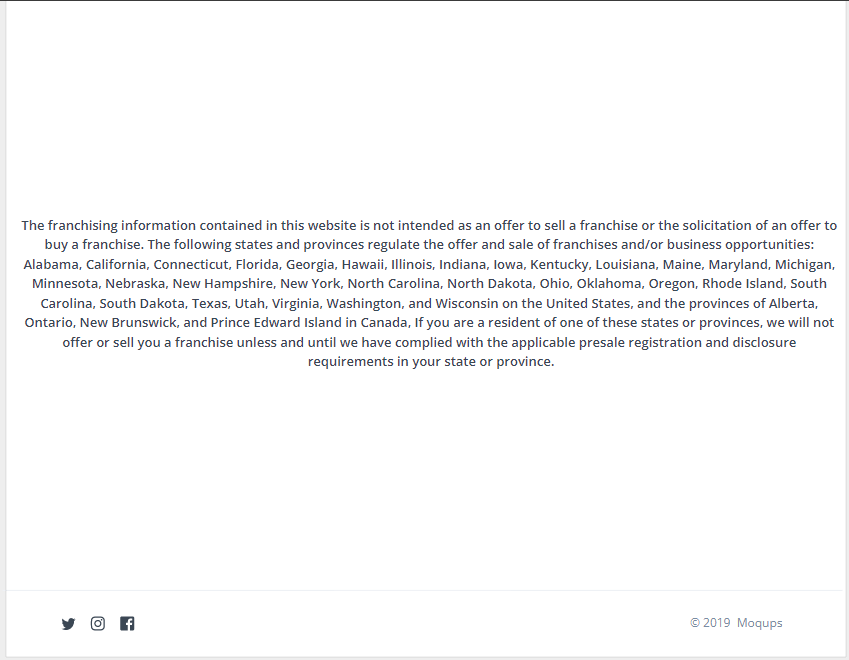 The franchising information contained in this website is not intended as an offer to sell a franchise or the solicitation of an offer to
buy a franchise. The following states and provinces regulate the offer and sale of franchises and/or business opportunities:
Alabama, California, Connecticut, Florida, Georgia, Hawaii, Illinois, Indiana, Iowa, Kentucky, Louisiana, Maine, Maryland, Michigan,
Minnesota, Nebraska, New Hampshire, New York, North Carolina, North Dakota, Ohio, Oklahoma, Oregon, Rhode Island, South
Carolina, South Dakota, Texas, Utah, Virginia, Washington, and Wisconsin on the United States, and the provinces of Alberta,
Ontario, New Brunswick, and Prince Edward Island in Canada, If you are a resident of one of these states or provinces, we will not
offer or sell you a franchise unless and until we have complied with the applicable presale registration and disclosure
requirements in your state or province.
© 2019 Moqups